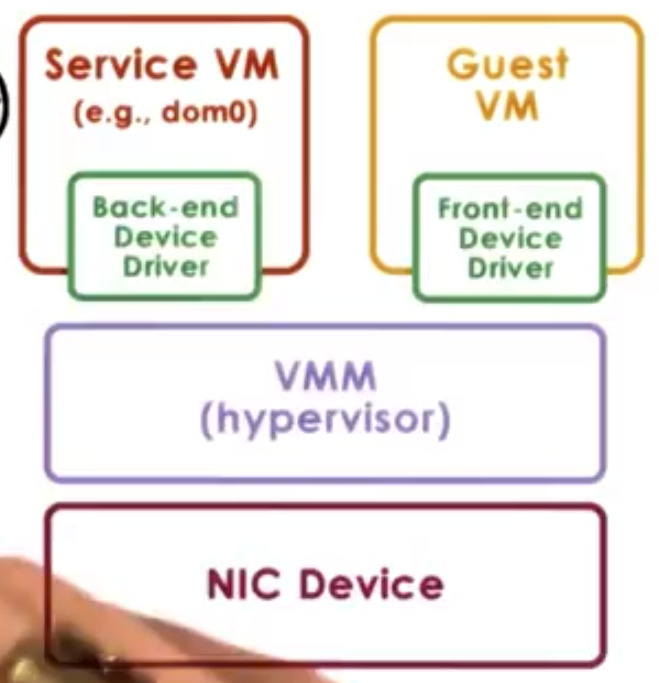 Service VM
(e.g., dom0)
Back-end
Device
Driver
Guest
VM
Front-end
Device
Driver
VMM
(hypervisor)
NIC Device